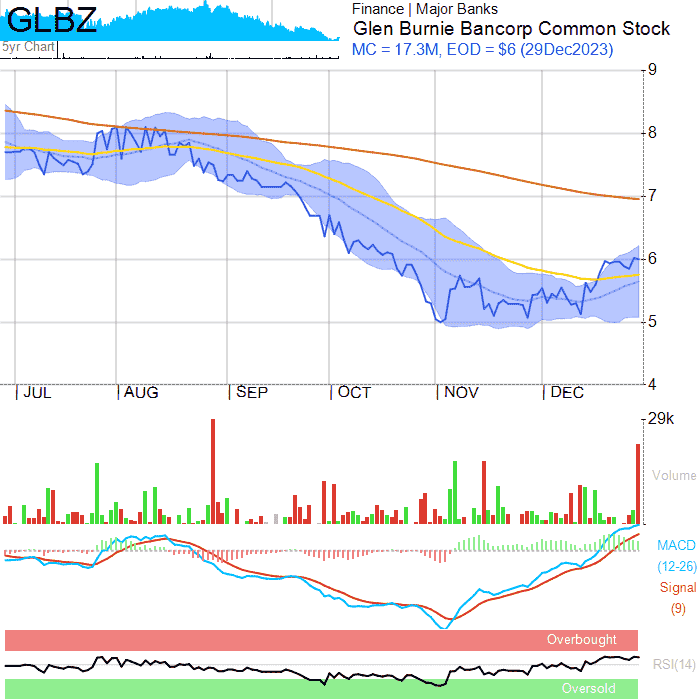 GLBZ
5yr Chart
Finance | Major Banks
Glen Burnie Bancorp Common Stock
MC = 17.3M, EOD = $6 (29Dec2023)
9
8
7
6
5
4
| JUL | AUG | SEP | OCT | NOV | DEC
29k
Volume
MACD
(12-26)
Signal
(9)
Overbought
RSI(14)
Oversold